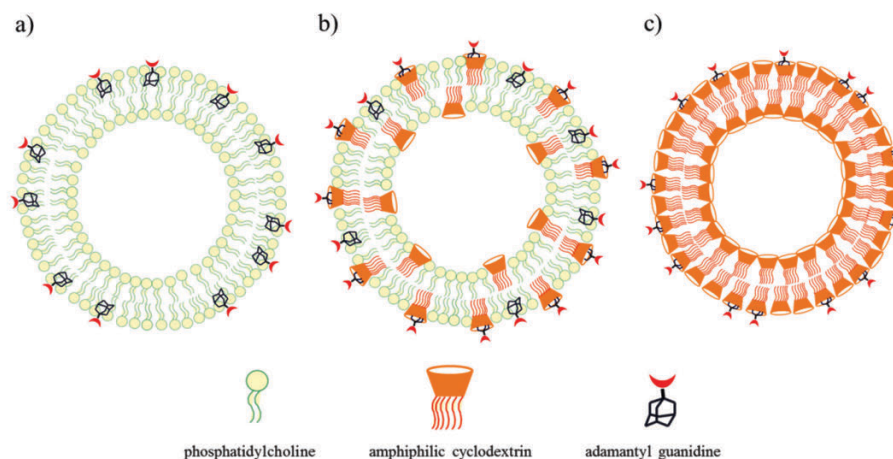 a) b) c)
phosphatidylcholine amphiphilic cyclodextrin adamantyl guanidine